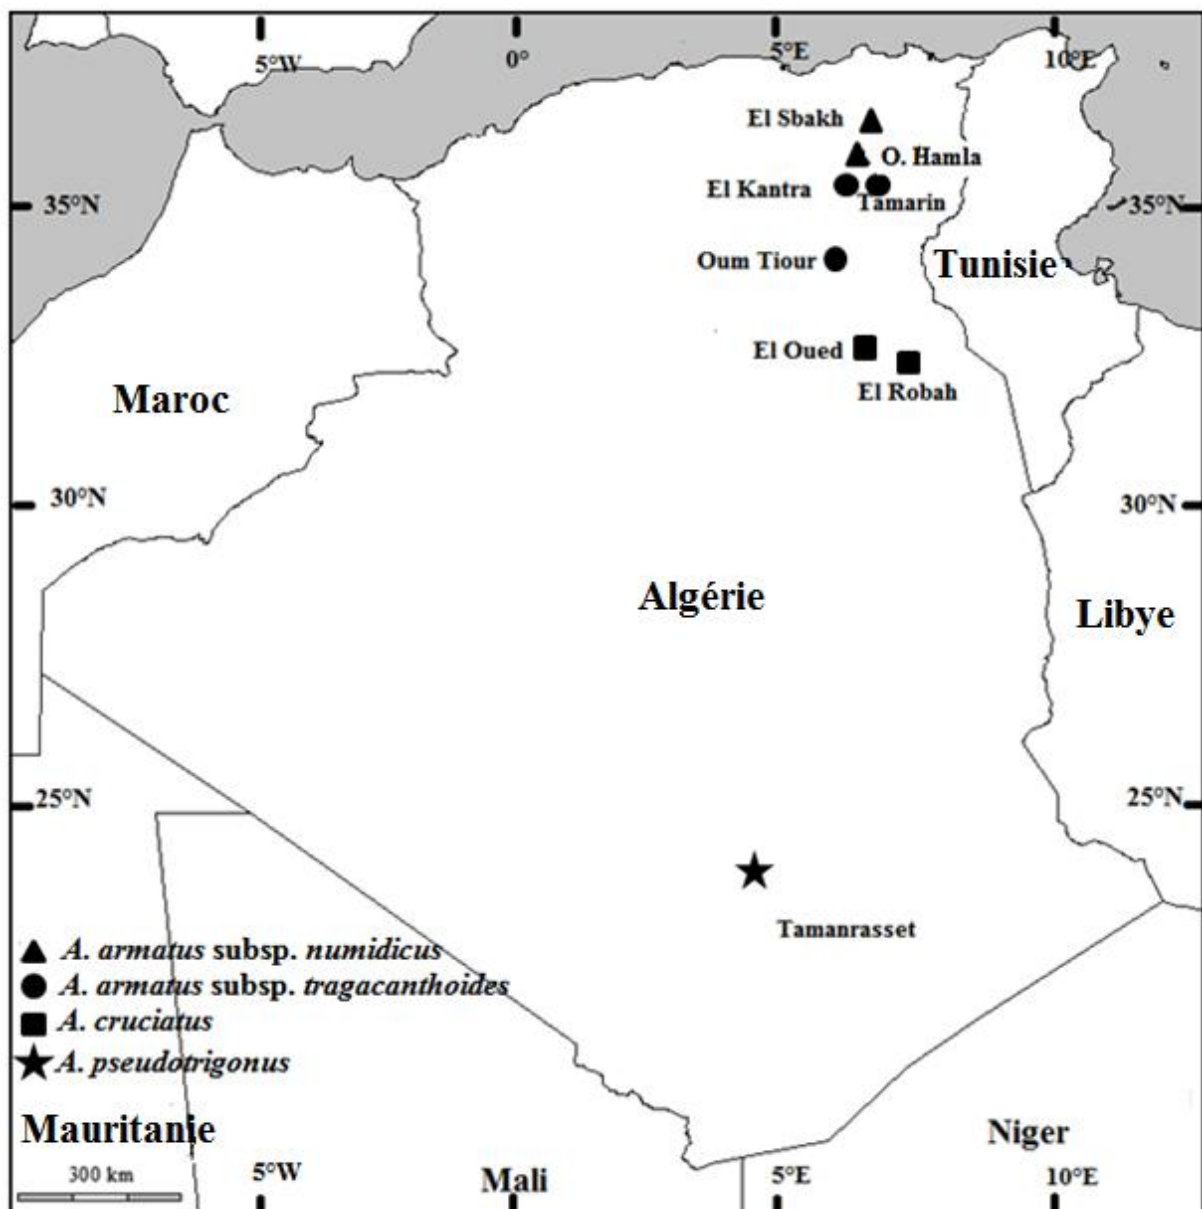 5°W
0°
5°E
10°E
El Sbakh
O. Hamla
El Kantra
Tamarin
35°N
35°N
Oum Tiour
Tunisie
El Oued
El Robah
Maroc
30°N
30°N
Algérie
Libye
25°N
25°N
Tamanrasset
A. armatus subsp. numidicus
A. armatus subsp. tragacanthoides
A. cruciatus
A. pseudotrigonus
Mauritanie
Niger
300 km
5°W
Mali
5°E
10°E